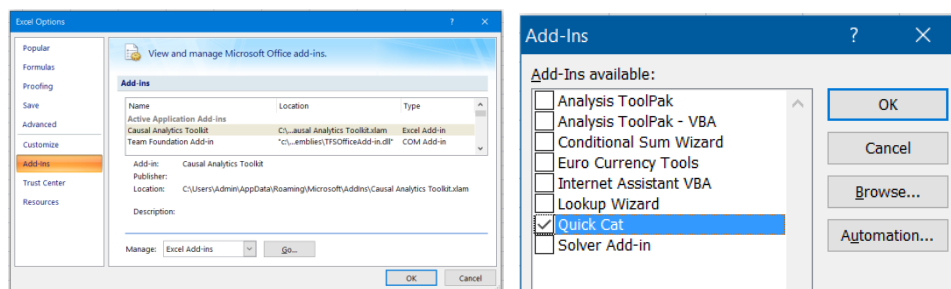 Excel Options
Popular
Formulas
Proofing
Save
Advanced
Customize
Add-Ins
Trust Center
Resources
View and manage Microsoft Office add-ins.
Add-ins
Name Location Type
Active Application Add-ins
Causal Analytics Toolkit C:\...ausal Analytics Toolkit.xlam Excel Add-in
Team Foundation Add-in "c:\...emblies\TFSOfficeAdd-in.dll" COM Add-in
Add-in: Causal Analytics Toolkit
Publisher:
Location: C:\Users\Admin\AppData\Roaming\Microsoft\AddIns\Causal Analytics Toolkit.xlam
Description:
Manage: Excel Add-ins Go...
OK Cancel
Add-Ins ?
Add-Ins available:
Analysis ToolPak
Analysis ToolPak - VBA
Conditional Sum Wizard
Euro Currency Tools
Internet Assistant VBA
Lookup Wizard
Quick Cat
Solver Add-in
OK
Cancel
Browse...
Automation...